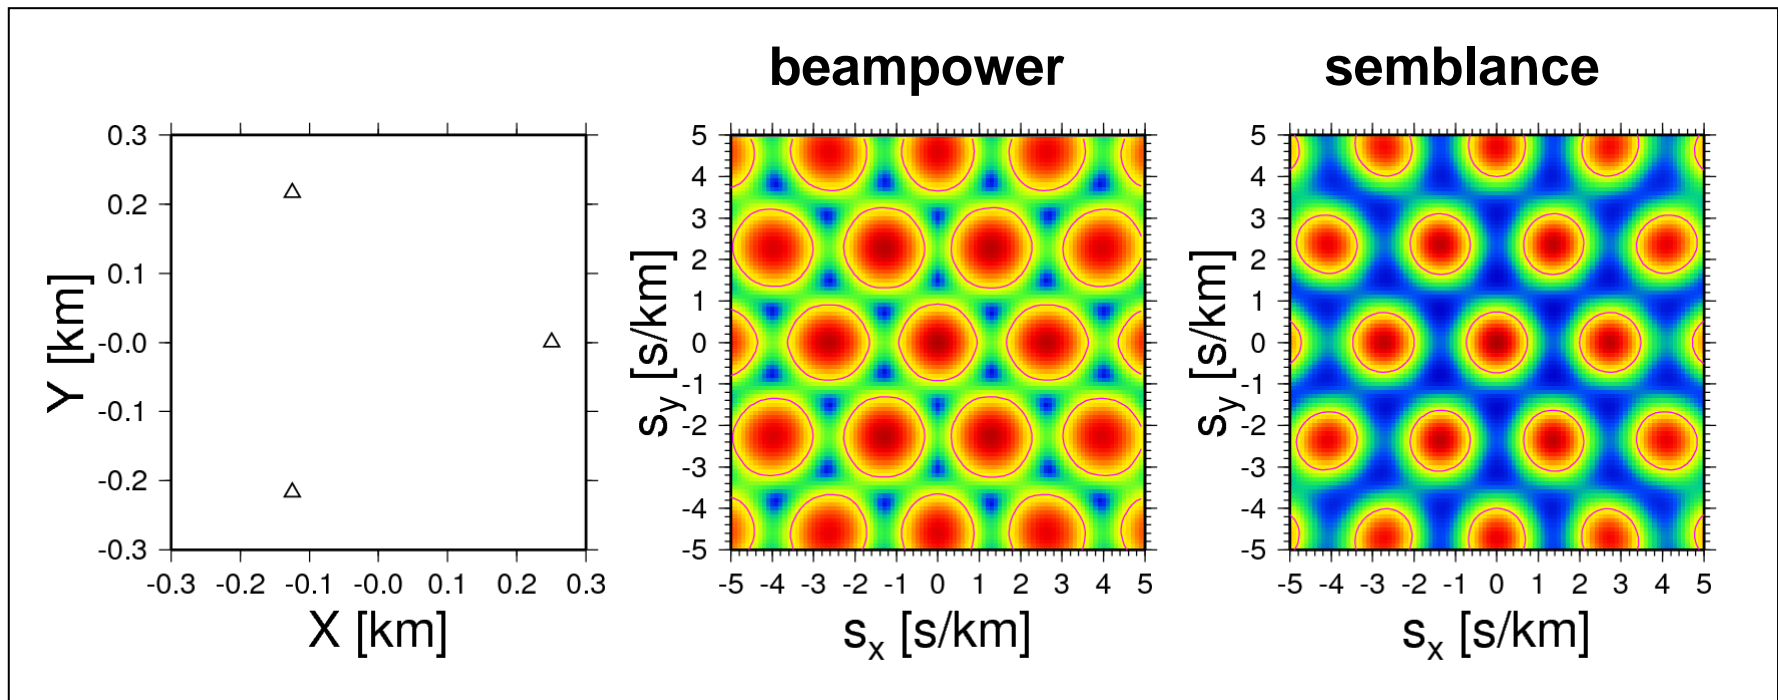 beampower
semblance
0.3
0.2
0.1
-0.0
-0.1
-0.2
-0.3
-0.3 -0.2 -0.1 -0.0 0.1 0.2 0.3
X [km]
Y [km]
5
4
3
2
1
0
-1
-2
-3
-4
-5
-5 -4 -3 -2 -1 0 1 2 3 4 5
sx [s/km]
sy [s/km]
5
4
3
2
1
0
-1
-2
-3
-4
-5
-5 -4 -3 -2 -1 0 1 2 3 4 5
sx [s/km]
sy [s/km]